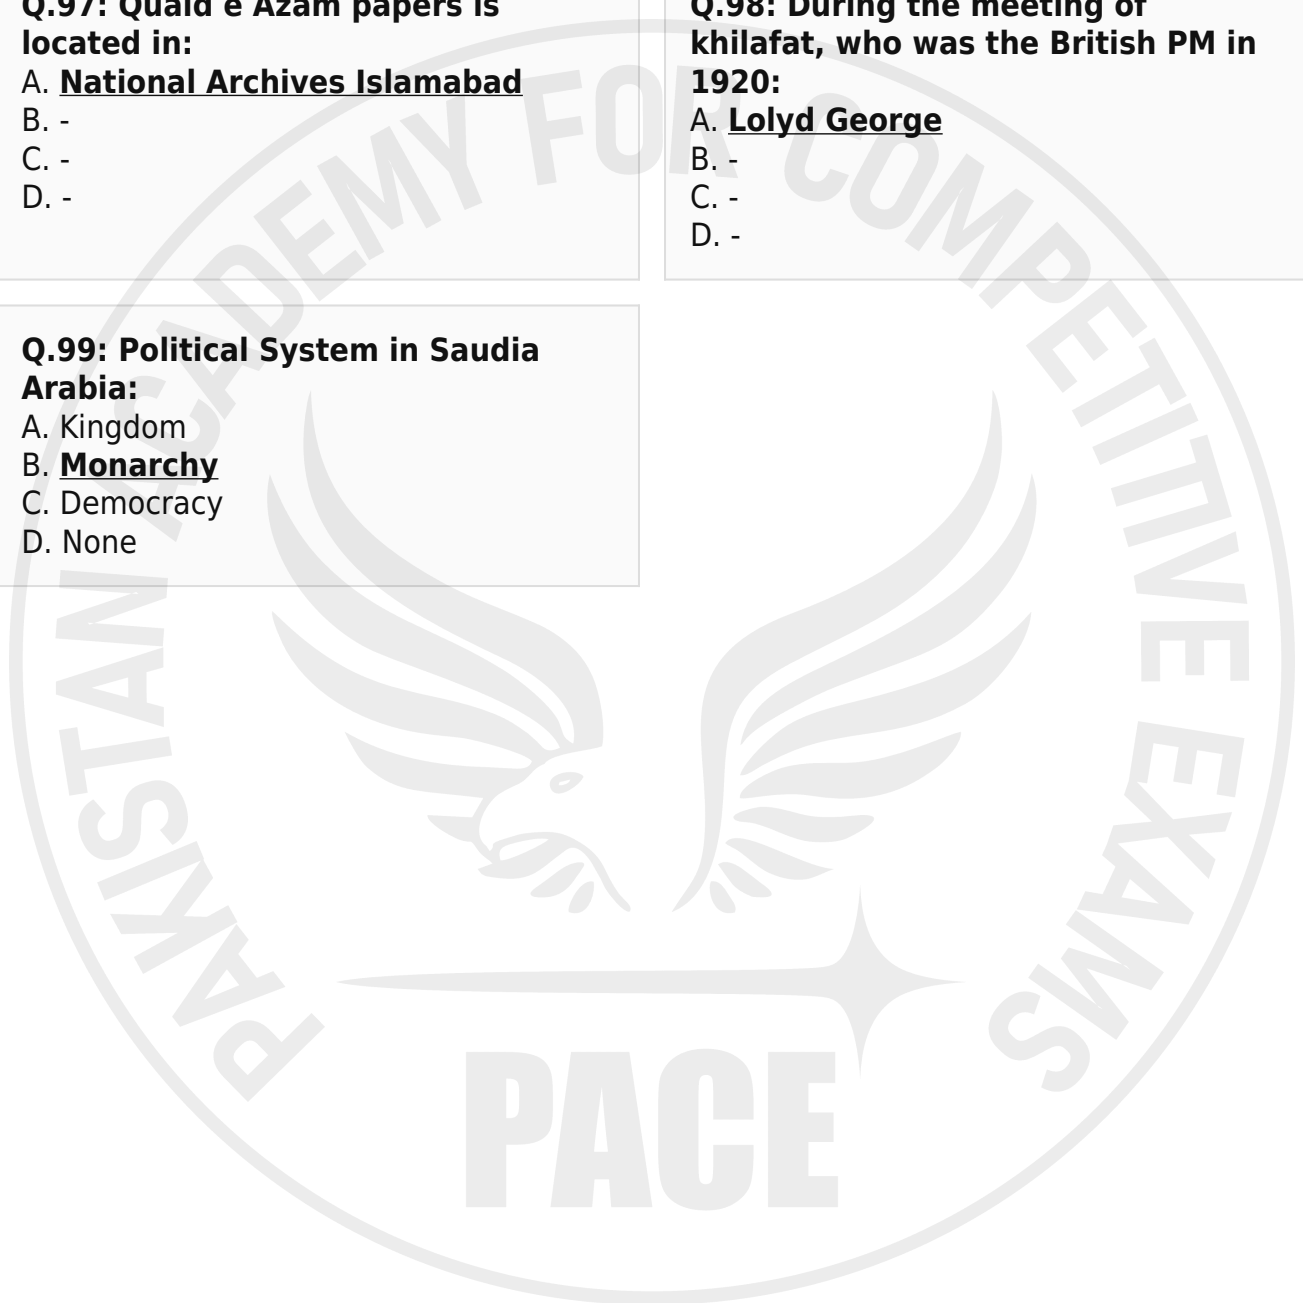 Q.97: Quaid e Azam papers is
located in:
A. National Archives Islamabad
B. -
C. -
D. -
Q.98: During the meeting of
khilafat, who was the British PM in
1920:
A. Lolyd George
B. -
C. -
D. -
Q.99: Political System in Saudia
Arabia:
A. Kingdom
B. Monarchy
C. Democracy
D. None
PAKISTAN ACADEMY FOR COMPETITIVE EXAMS
PACE